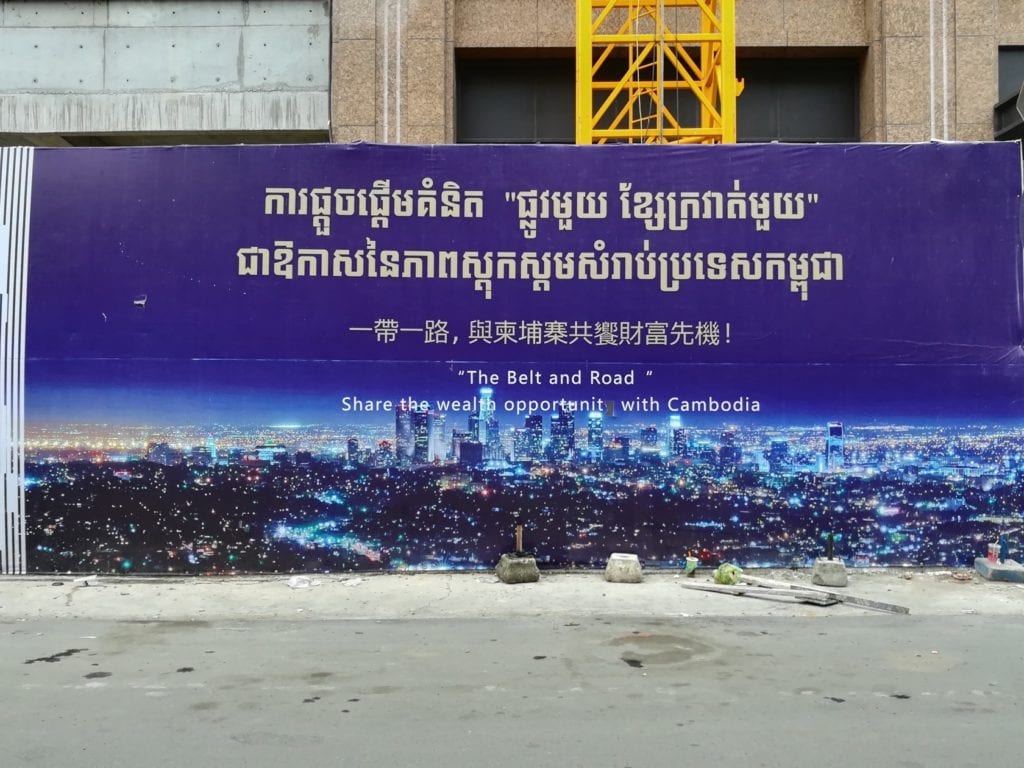 ការផ្តួចផ្តើមគំនិត "ផ្លូវមួយ ខ្សែក្រវាត់មួយ"
ជាឱកាសនៃភាពស្តុកស្តមសំរាប់ប្រទេសកម្ពុជា
一帶一路, 與柬埔寨共饗財富先機!
"The Belt and Road "
Share the wealth opportunity with Cambodia